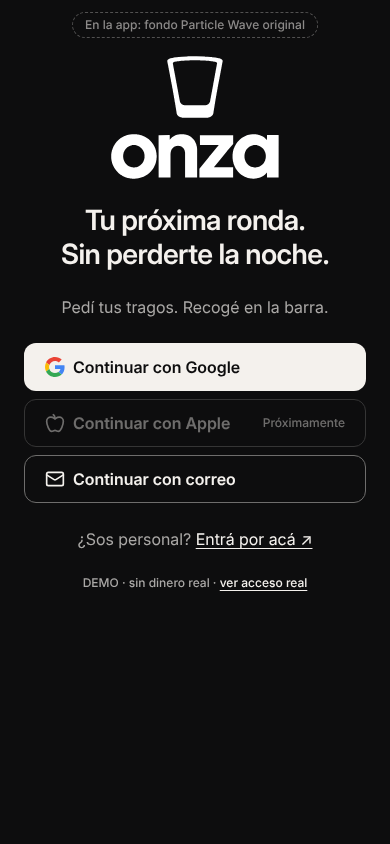 En la app: fondo Particle Wave original
onza
Tu próxima ronda.
Sin perderte la noche.
Pedí tus tragos. Recogé en la barra.
Continuar con Google
Continuar con Apple Próximamente
Continuar con correo
¿Sos personal? Entrá por acá ↗
DEMO · sin dinero real · ver acceso real